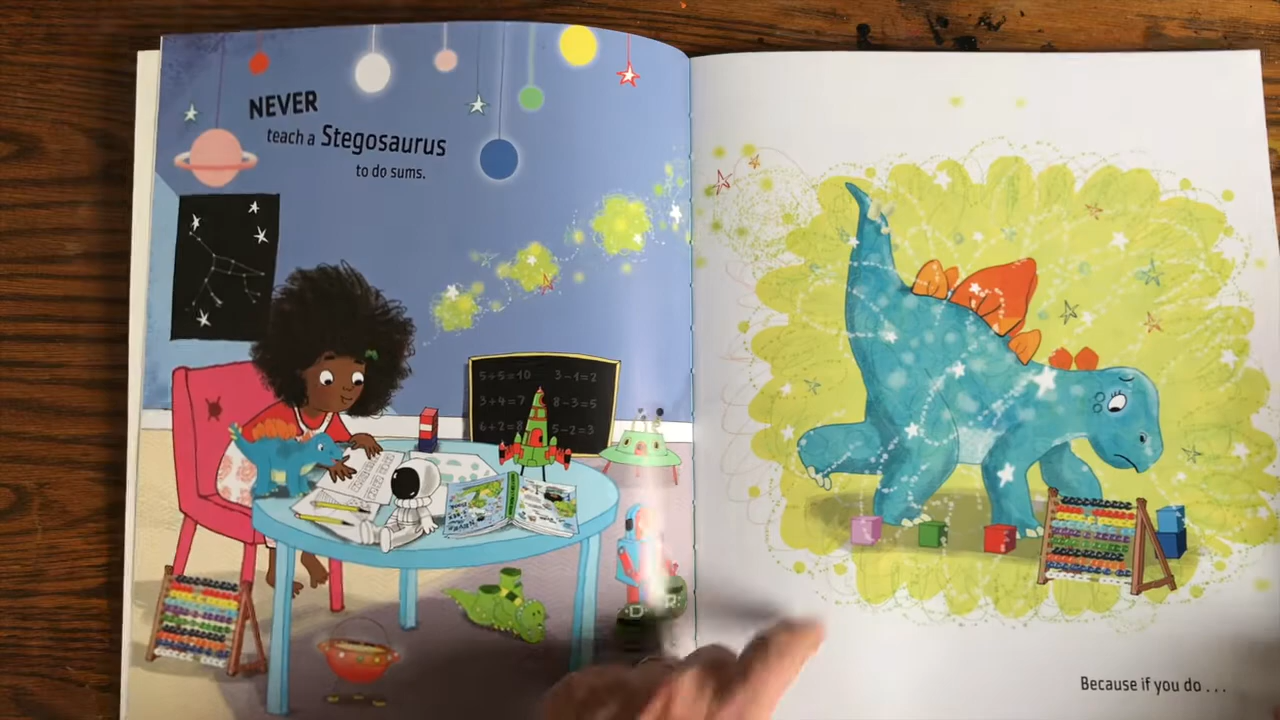 NEVER
teach a Stegosaurus
to do sums.
5+5=10 3-1=2
3+4=7 8-3=5
6+2=8 5-2=3
Because if you do . . .